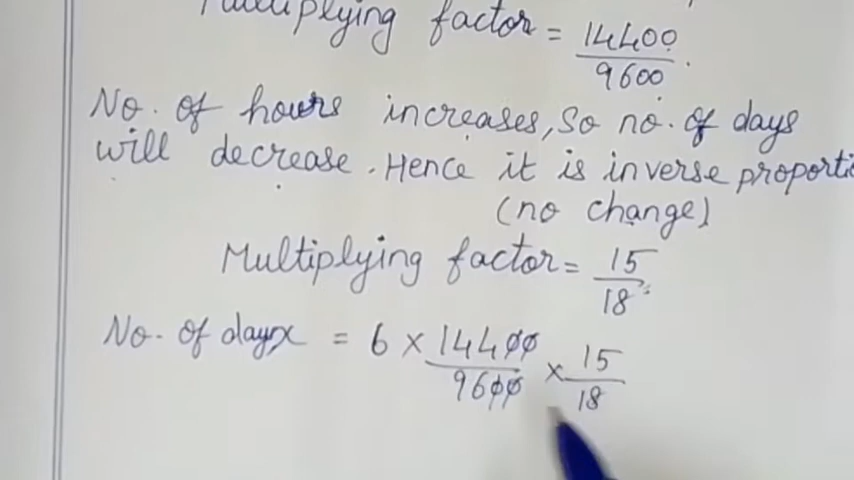 Multiplying factor = 14400/9600.
No. of hours increases, so no. of days
will decrease. Hence it is inverse proporti
(no change)
Multiplying factor = 15/18
No. of days x = 6 × 14400/9600 × 15/18